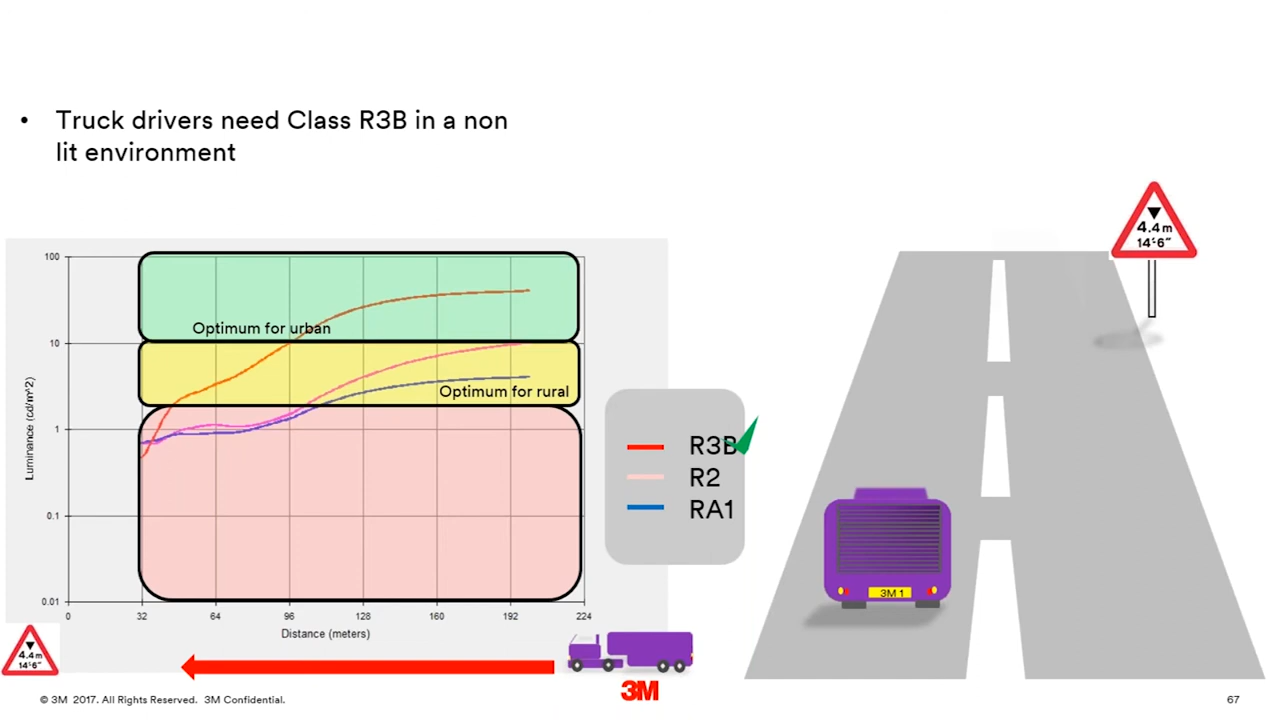 • Truck drivers need Class R3B in a non
lit environment
4.4m
14'6"
100
10
1
0.1
0.01
Luminance (cd/m^2)
Optimum for urban
Optimum for rural
0 32 64 96 128 160 192 224
Distance (meters)
R3B
R2
RA1
3M 1
4.4m
14'6"
3M
© 3M 2017. All Rights Reserved. 3M Confidential.
67